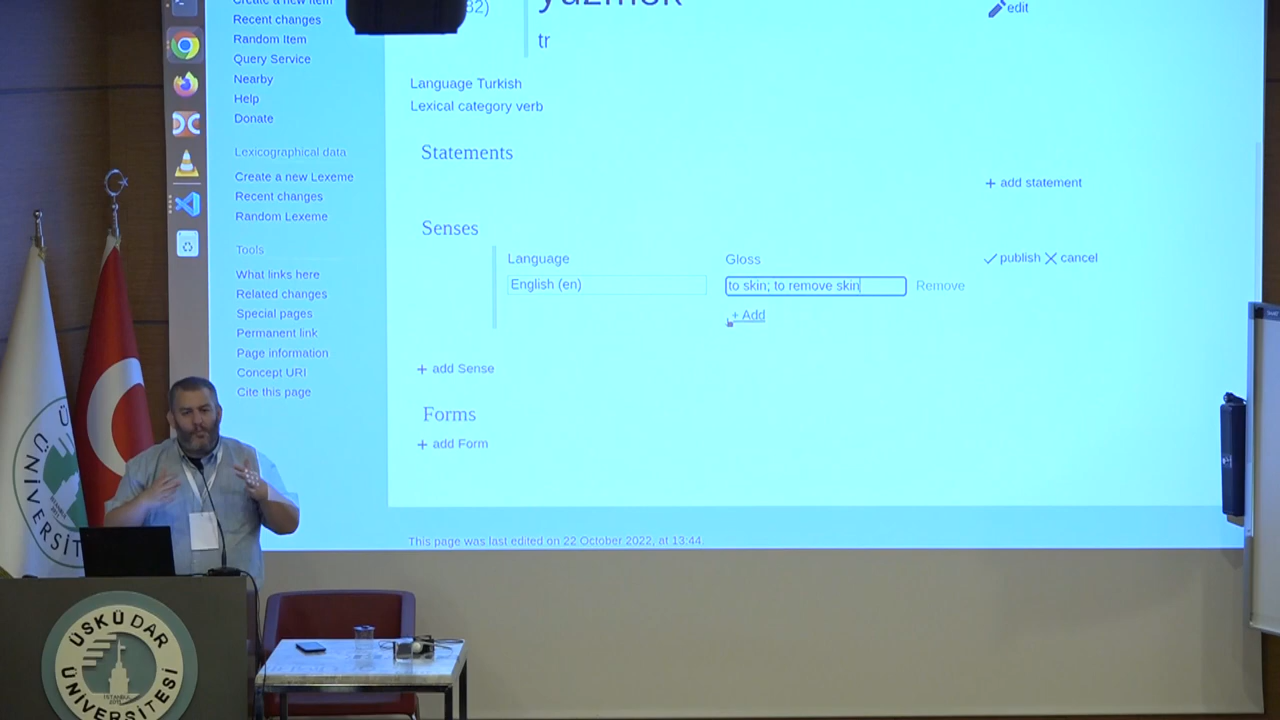 Create a new Item
Recent changes
Random Item
Query Service
Nearby
Help
Donate
Lexicographical data
Create a new Lexeme
Recent changes
Random Lexeme
Tools
What links here
Related changes
Special pages
Permanent link
Page information
Concept URI
Cite this page
tr
edit
Language Turkish
Lexical category verb
Statements
+ add statement
Senses
Language
Gloss
publish cancel
English (en)
to skin; to remove skin
Remove
+ Add
+ add Sense
Forms
+ add Form
This page was last edited on 22 October 2022, at 13:44.
ÜSKÜDAR
ÜNİVERSİTESİ
İSTANBUL